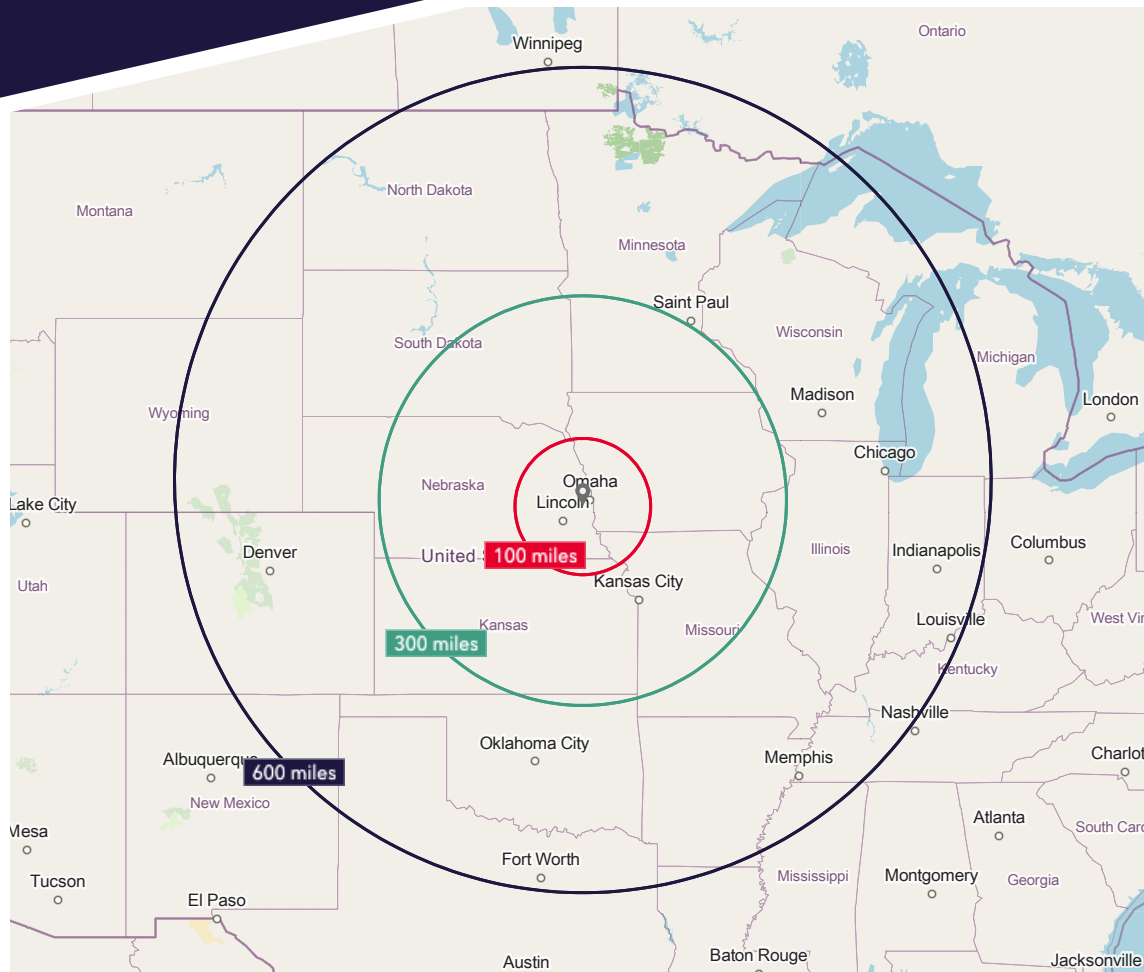 Ontario
Winnipeg
North Dakota
Montana
Minnesota
Saint Paul
Wisconsin
South Dakota
Michigan
Madison
London
Wyoming
Chicago
Nebraska
Omaha
Lincoln
Lake City
Denver
United S
100 miles
Illinois
Indianapolis
Columbus
Utah
Kansas City
Kansas
Missouri
Louisville
West Vir
300 miles
Kentucky
Nashville
Oklahoma City
Albuquerque
600 miles
Memphis
Charlot
New Mexico
Mesa
Atlanta
South Carc
Fort Worth
Tucson
Mississippi
Montgomery
Georgia
El Paso
Baton Rouge
Austin
Jacksonville